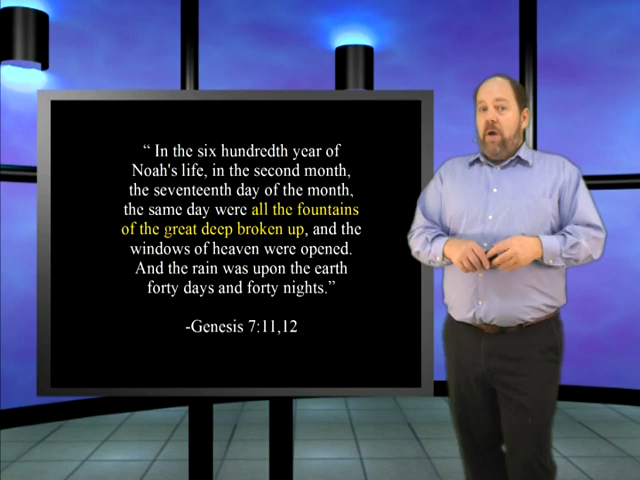 “ In the six hundredth year of
Noah's life, in the second month,
the seventeenth day of the month,
the same day were all the fountains
of the great deep broken up, and the
windows of heaven were opened.
And the rain was upon the earth
forty days and forty nights.”
-Genesis 7:11,12